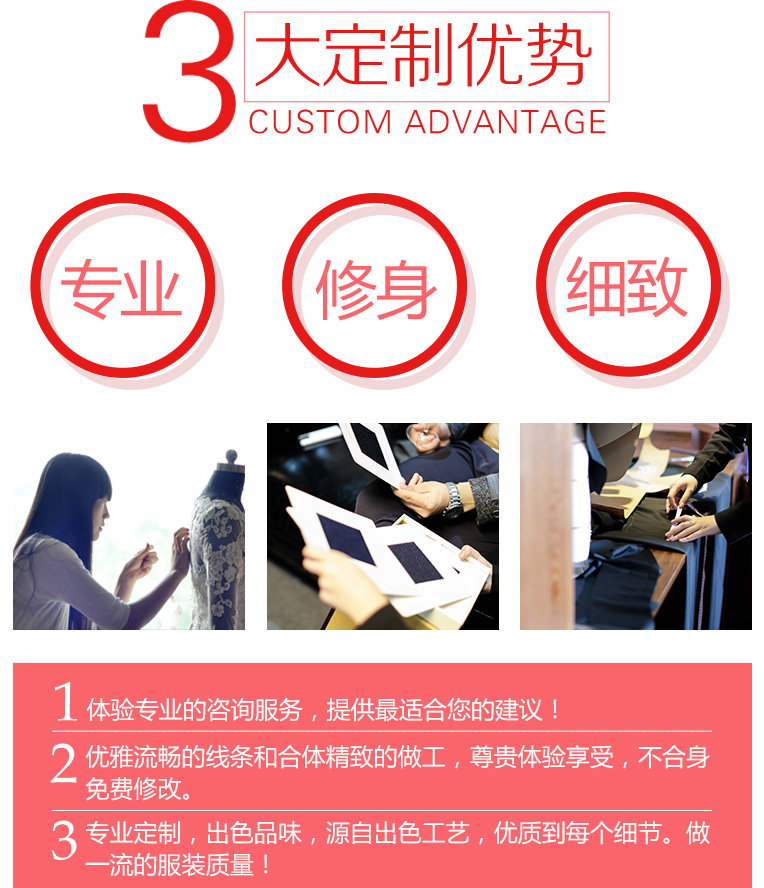 3大定制优势
CUSTOM ADVANTAGE
专业
修身
细致
1 体验专业的咨询服务，提供最适合您的建议！
2 优雅流畅的线条和合体精致的做工，尊贵体验享受，不合身
免费修改。
3 专业定制，出色品味，源自出色工艺，优质到每个细节。做
一流的服装质量！